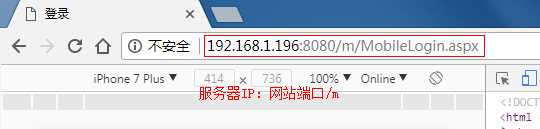 登录
不安全 192.168.1.196:8080/m/MobileLogin.aspx
iPhone 7 Plus ▼ 414 × 736 100% ▼ Online ▼
服务器IP：网站端口/m
<!DOCT
<html